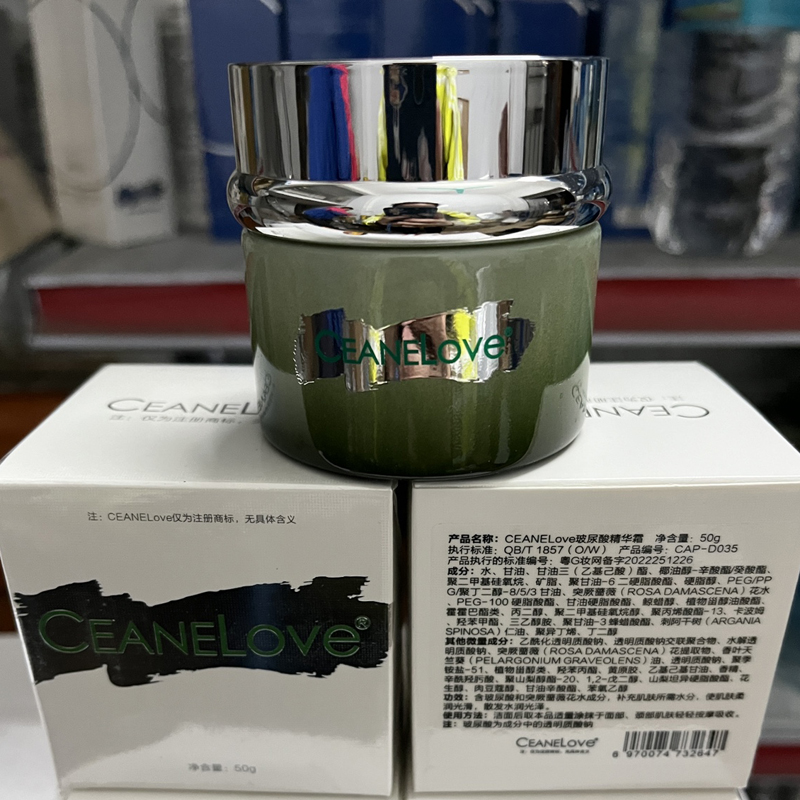 CEANELove®
CEANEL
注：仅为注册商标，
CEANEL
注：CEANELove仅为注册商标，无具体含义
CEANELove®
净含量：50g
产品名称：CEANELove玻尿酸精华霜 净含量：50g
执行标准：QB/T 1857（O/W） 产品编号：CAP-D035
产品执行的标准编号：粤G妆网备字2022251226
成分：水、甘油、甘油三（乙基己酸）酯、椰油醇-辛酸酯/癸酸酯、
聚二甲基硅氧烷、矿脂、聚甘油-6 二硬脂酸酯、硬脂醇、PEG/PP
G/聚丁二醇-8/5/3 甘油、突厥蔷薇（ROSA DAMASCENA）花水
、PEG-100 硬脂酸酯、甘油硬脂酸酯、鲸蜡醇、植物甾醇油酸酯、
霍霍巴酯类、丙二醇、聚二甲基硅氧烷醇、聚丙烯酸酯-13、卡波姆
、羟苯甲酯、三乙醇胺、聚甘油-3 蜂蜡酸酯、刺阿干树（ARGANIA
SPINOSA）仁油、聚异丁烯、丁二醇
其他微量成分：乙酰化透明质酸钠、透明质酸钠交联聚合物、水解透
明质酸钠、突厥蔷薇（ROSA DAMASCENA）花提取物、香叶天
竺葵（PELARGONIUM GRAVEOLENS）油、透明质酸钠、聚季
铵盐-51、植物甾醇类、羟苯丙酯、黄原胶、乙基己基甘油、香精、
辛酰羟肟酸、聚山梨醇酯-20、1,2-戊二醇、山梨坦异硬脂酸酯、花
生醇、肉豆蔻醇、甘油辛酸酯、苯氧乙醇
功效：含玻尿酸和突厥蔷薇花水成分，补充肌肤所需水分，使肌肤柔
润光滑，散发水润光泽。
使用方法：洁面后取本品适量涂抹于面部、颈部肌肤轻轻按摩吸收。
注：玻尿酸为成分中的透明质酸钠
CEANELove®
6 970074 732647